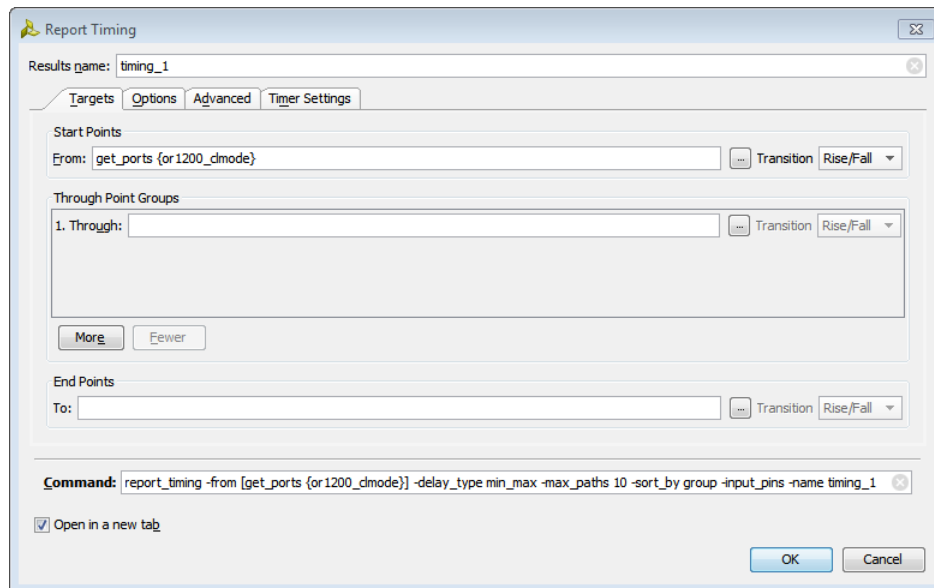 Report Timing
Results name: timing_1
Targets Options Advanced Timer Settings
Start Points
From: get_ports {or1200_clmode} ... Transition Rise/Fall
Through Point Groups
1. Through: ... Transition Rise/Fall
More Fewer
End Points
To: ... Transition Rise/Fall
Command: report_timing -from [get_ports {or1200_clmode}] -delay_type min_max -max_paths 10 -sort_by group -input_pins -name timing_1
Open in a new tab
OK Cancel